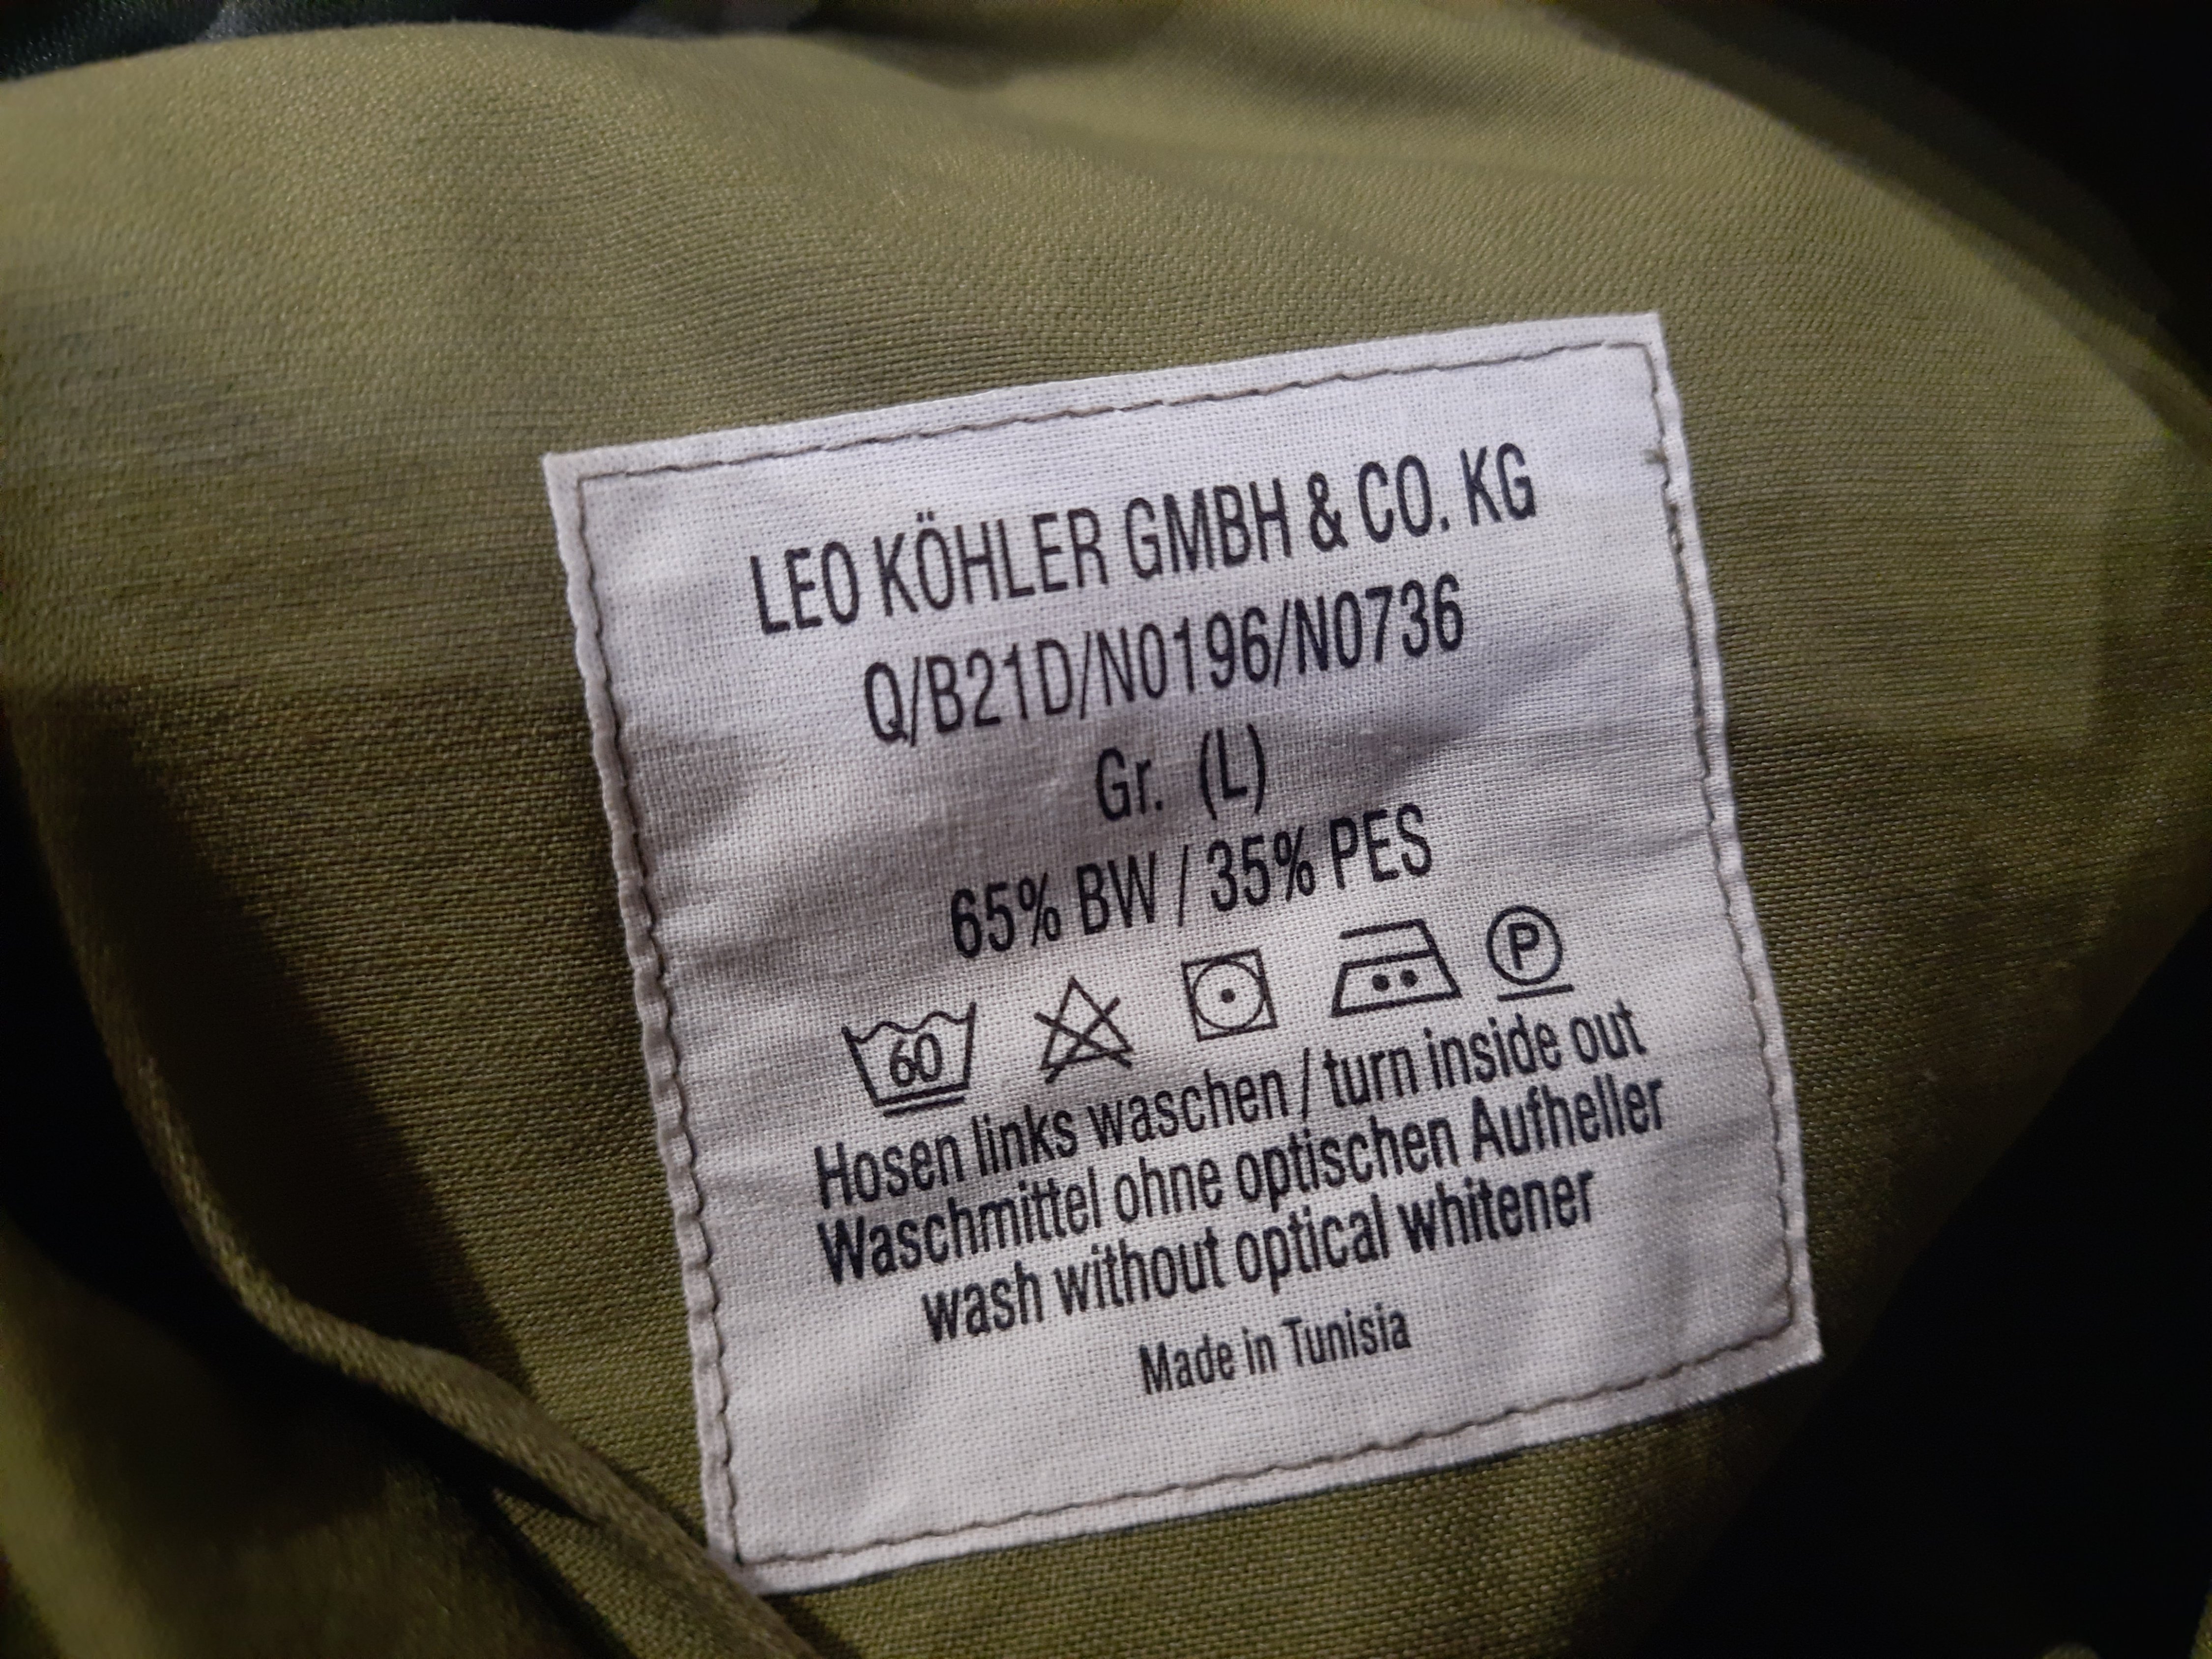 LEO KÖHLER GMBH & CO. KG
Q/B21D/N0196/N0736
Gr. (L)
65% BW / 35% PES
60 P
Hosen links waschen / turn inside out
Waschmittel ohne optischen Aufheller
wash without optical whitener
Made in Tunisia